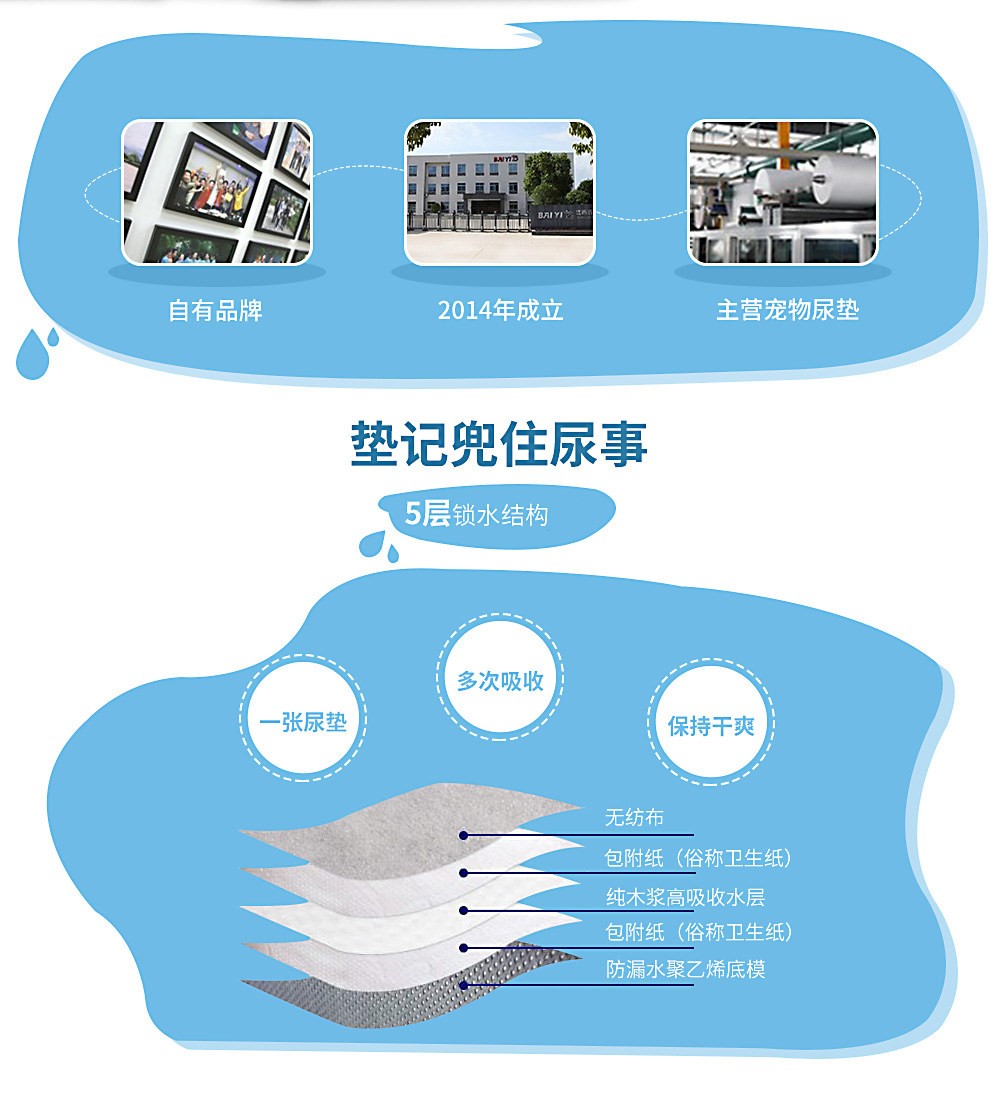 BAIYI
BAIYI
自有品牌
2014年成立
主营宠物尿垫
垫记兜住尿事
5层锁水结构
多次吸收
一张尿垫
保持干爽
无纺布
包附纸（俗称卫生纸）
纯木浆高吸收水层
包附纸（俗称卫生纸）
防漏水聚乙烯底模